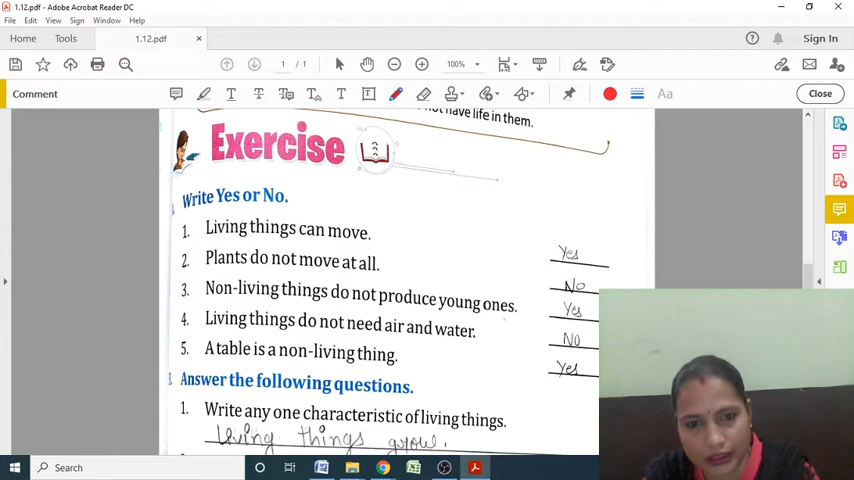 1.12.pdf - Adobe Acrobat Reader DC
File Edit View Sign Window Help
Home Tools 1.12.pdf × Sign In
1 / 1 100%
Comment T T T Aa Close
not have life in them.
Exercise
Write Yes or No.
1. Living things can move. Yes
2. Plants do not move at all. No
3. Non-living things do not produce young ones. Yes
4. Living things do not need air and water. No
5. A table is a non-living thing. Yes
Answer the following questions.
1. Write any one characteristic of living things.
Living things grow.
Search